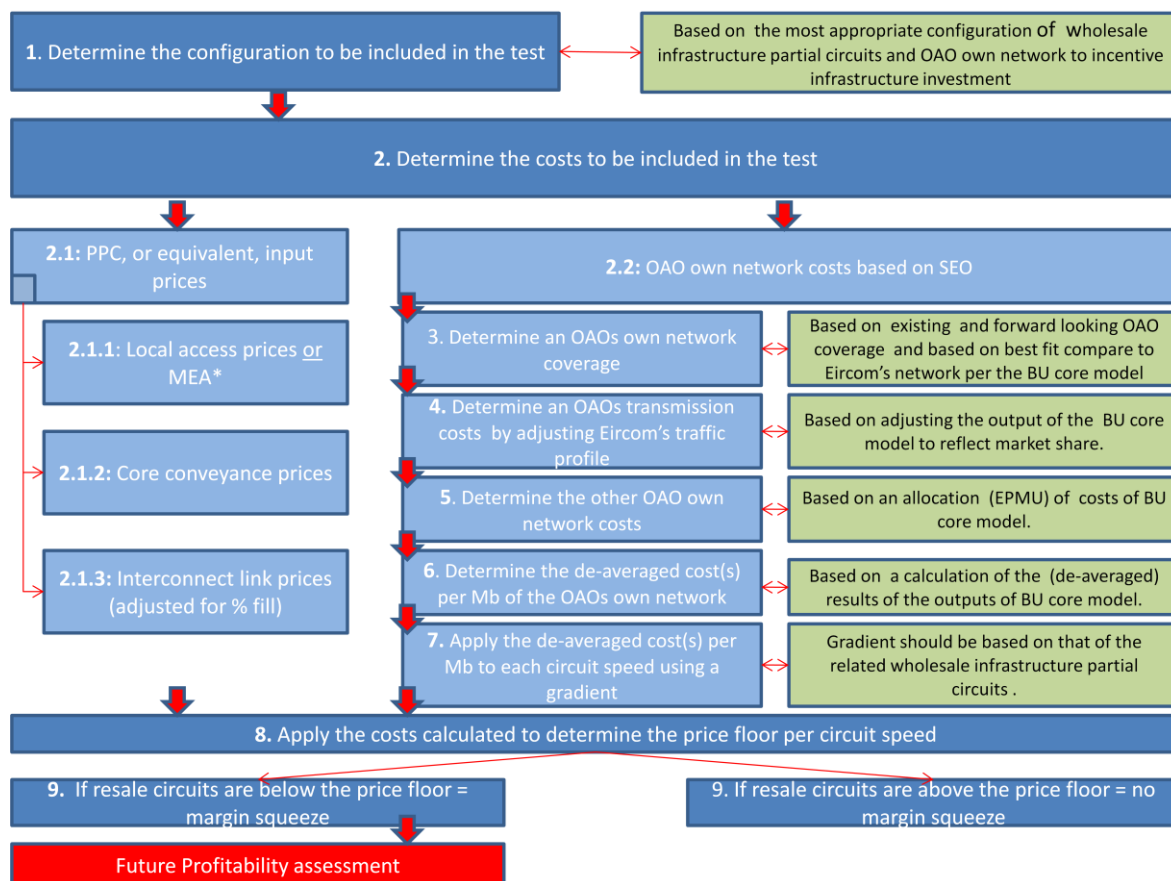 1. Determine the configuration to be included in the test
Based on the most appropriate configuration of wholesale
infrastructure partial circuits and OAO own network to incentive
infrastructure investment
2. Determine the costs to be included in the test
2.1: PPC, or equivalent, input
prices
2.1.1: Local access prices or
MEA*
2.1.2: Core conveyance prices
2.1.3: Interconnect link prices
(adjusted for % fill)
2.2: OAO own network costs based on SEO
3. Determine an OAOs own network
coverage
Based on existing and forward looking OAO
coverage and based on best fit compare to
Eircom’s network per the BU core model
4. Determine an OAOs transmission
costs by adjusting Eircom’s traffic
profile
Based on adjusting the output of the BU core
model to reflect market share.
5. Determine the other OAO own
network costs
Based on an allocation (EPMU) of costs of BU
core model.
6. Determine the de-averaged cost(s)
per Mb of the OAOs own network
Based on a calculation of the (de-averaged)
results of the outputs of BU core model.
7. Apply the de-averaged cost(s) per
Mb to each circuit speed using a
gradient
Gradient should be based on that of the
related wholesale infrastructure partial
circuits .
8. Apply the costs calculated to determine the price floor per circuit speed
9. If resale circuits are below the price floor =
margin squeeze
9. If resale circuits are above the price floor = no
margin squeeze
Future Profitability assessment